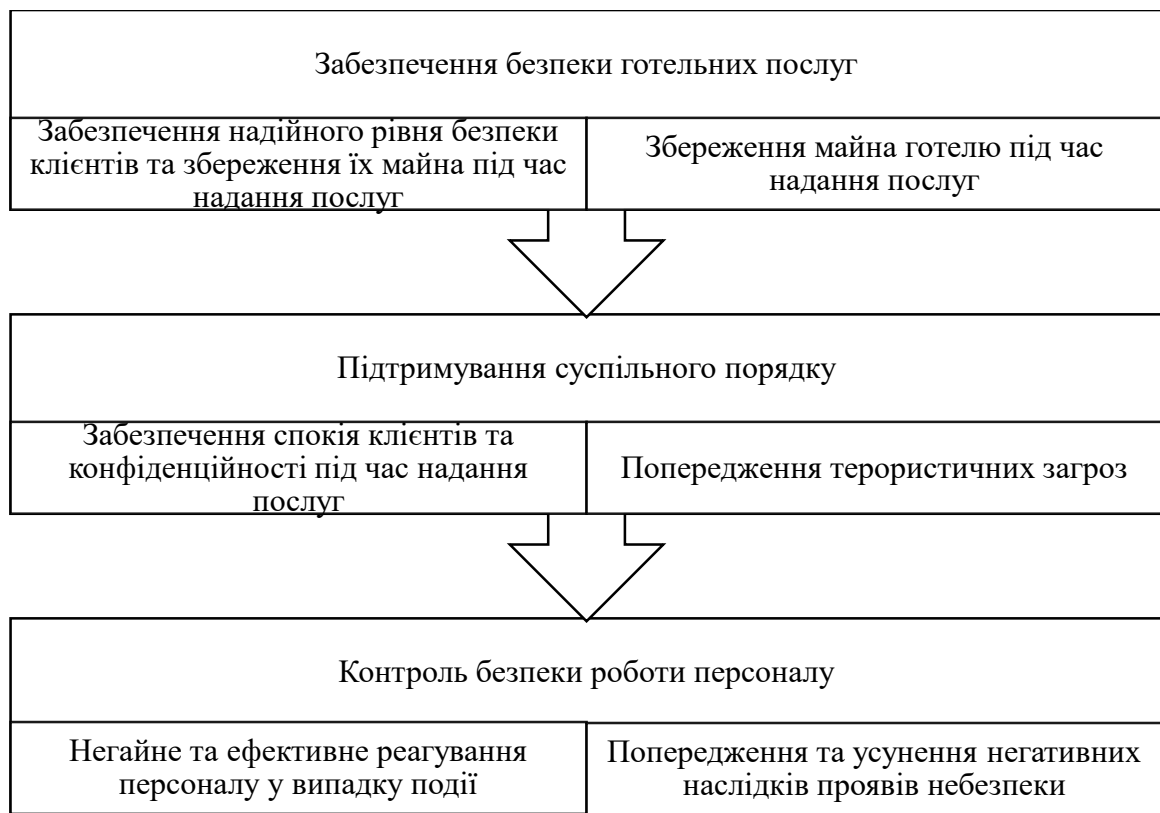 Забезпечення безпеки готельних послуг
Забезпечення надійного рівня безпеки
клієнтів та збереження їх майна під час
надання послуг
Збереження майна готелю під час
надання послуг
Підтримування суспільного порядку
Забезпечення спокія клієнтів та
конфіденційності під час надання
послуг
Попередження терористичних загроз
Контроль безпеки роботи персоналу
Негайне та ефективне реагування
персоналу у випадку події
Попередження та усунення негативних
наслідків проявів небезпеки